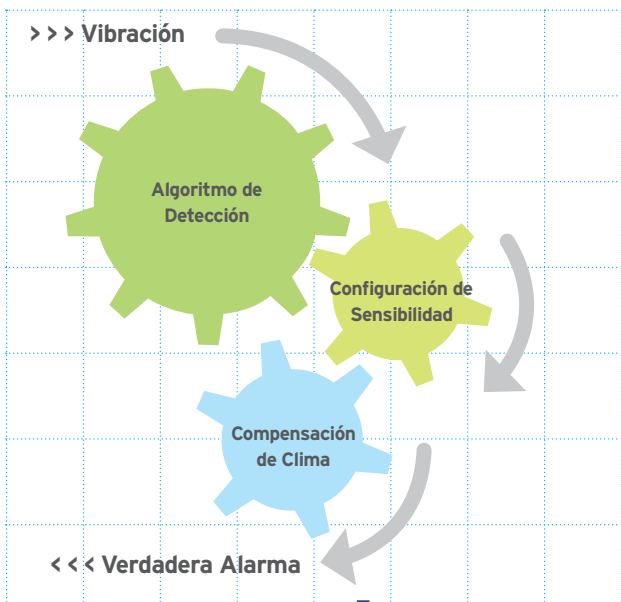 >>> Vibración
Algoritmo de
Detección
Configuración de
Sensibilidad
Compensación
de Clima
<<< Verdadera Alarma